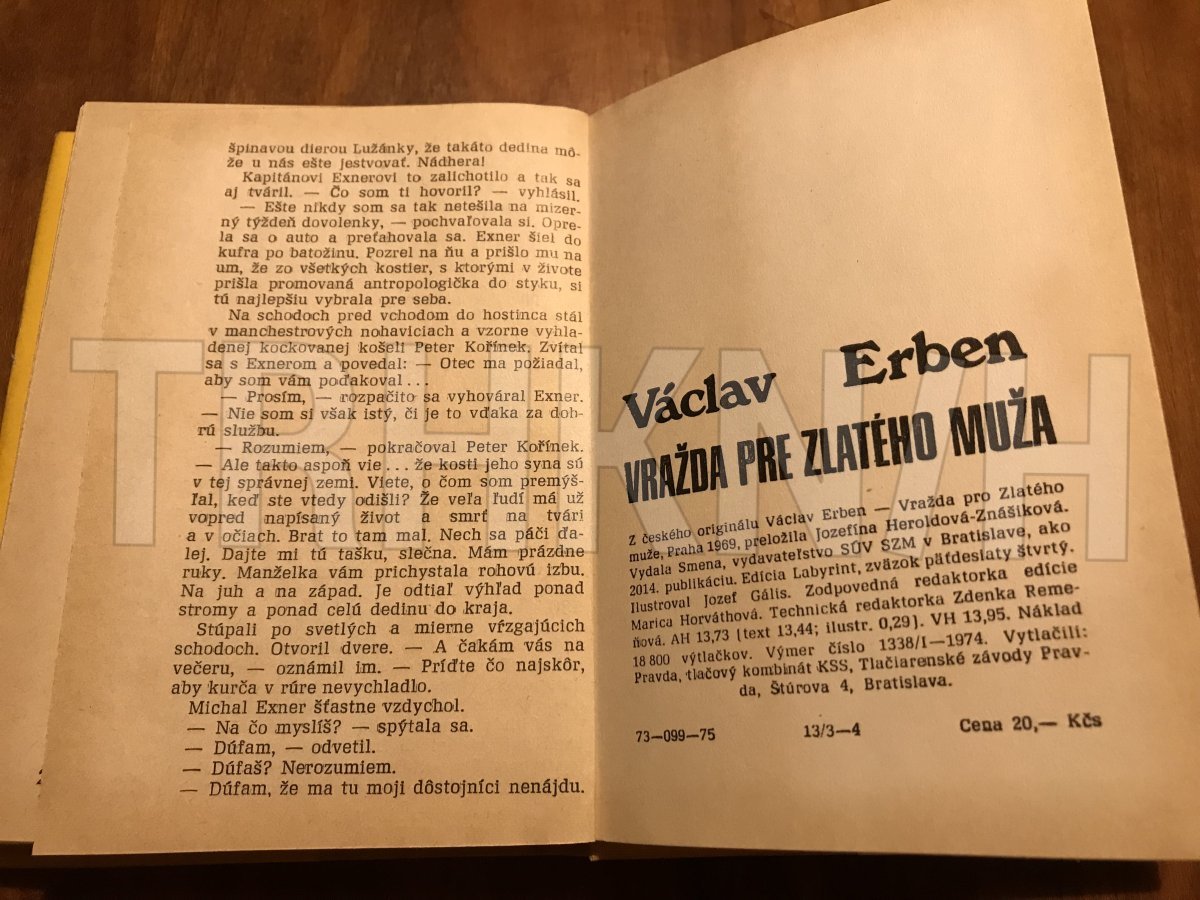 špinavou dierou Lužánky, že takáto dedina mô-
že u nás ešte jestvovať. Nádhera!
Kapitánovi Exnerovi to zalichotilo a tak sa
aj tváril. — Čo som ti hovoril? — vyhlásil.
— Ešte nikdy som sa tak netešila na mizer-
ný týždeň dovolenky, — pochvaľovala si. Opre-
la sa o auto a preťahovala sa. Exner šiel do
kufra po batožinu. Pozrel na ňu a prišlo mu na
um, že zo všetkých kostier, s ktorými v živote
prišla promovaná antropologička do styku, si
tú najlepšiu vybrala pre seba.
Na schodoch pred vchodom do hostinca stál
v manchestrových nohaviciach a vzorne vyhla-
denej kockovanej košeli Peter Kořínek. Zvítal
sa s Exnerom a povedal: — Otec ma požiadal,
aby som vám poďakoval...
— Prosím, — rozpačito sa vyhováral Exner.
— Nie som si však istý, či je to vďaka za dob-
rú službu.
— Rozumiem, — pokračoval Peter Kořínek.
— Ale takto aspoň vie... že kosti jeho syna sú
v tej správnej zemi. Viete, o čom som premýš-
ľal, keď ste vtedy odišli? Že veľa ľudí má už
vopred napísaný život a smrť na tvári
a v očiach. Brat to tam mal. Nech sa páči ďa-
lej. Dajte mi tú tašku, slečna. Mám prázdne
ruky. Manželka vám prichystala rohovú izbu.
Na juh a na západ. Je odtiaľ výhľad ponad
stromy a ponad celú dedinu do kraja.
Stúpali po svetlých a mierne vŕzgajúcich
schodoch. Otvoril dvere. — A čakám vás na
večeru, — oznámil im. — Príďte čo najskôr,
aby kurča v rúre nevychladlo.
Michal Exner šťastne vzdychol.
— Na čo myslíš? — spýtala sa.
— Dúfam, — odvetil.
— Dúfaš? Nerozumiem.
— Dúfam, že ma tu moji dôstojníci nenájdu.
Václav Erben
VRAŽDA PRE ZLATÉHO MUŽA
Z českého originálu Václav Erben — Vražda pro Zlatého
muže, Praha 1969, preložila Jozefína Heroldová-Znášiková.
Vydala Smena, vydavateľstvo SÚV SZM v Bratislave, ako
2014. publikáciu. Edícia Labyrint, zväzok päťdesiaty štvrtý.
Ilustroval Jozef Gális. Zodpovedná redaktorka edície
Marica Horváthová. Technická redaktorka Zdenka Reme-
ňová. AH 13,73 (text 13,44; ilustr. 0,29). VH 13,95. Náklad
18 800 výtlačkov. Výmer číslo 1338/I—1974. Vytlačili:
Pravda, tlačový kombinát KSS, Tlačiarenské závody Prav-
da, Štúrova 4, Bratislava.
73—099—75 13/3—4 Cena 20,— Kčs